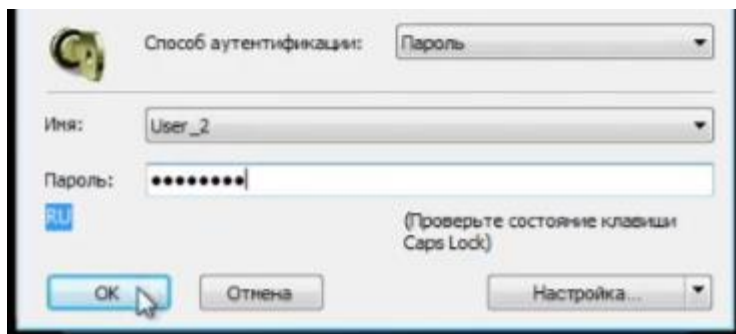 Способ аутентификации: Пароль
Имя: User_2
Пароль: ••••••••
RU
(Проверьте состояние клавиши
Caps Lock)
OK Отмена Настройка...